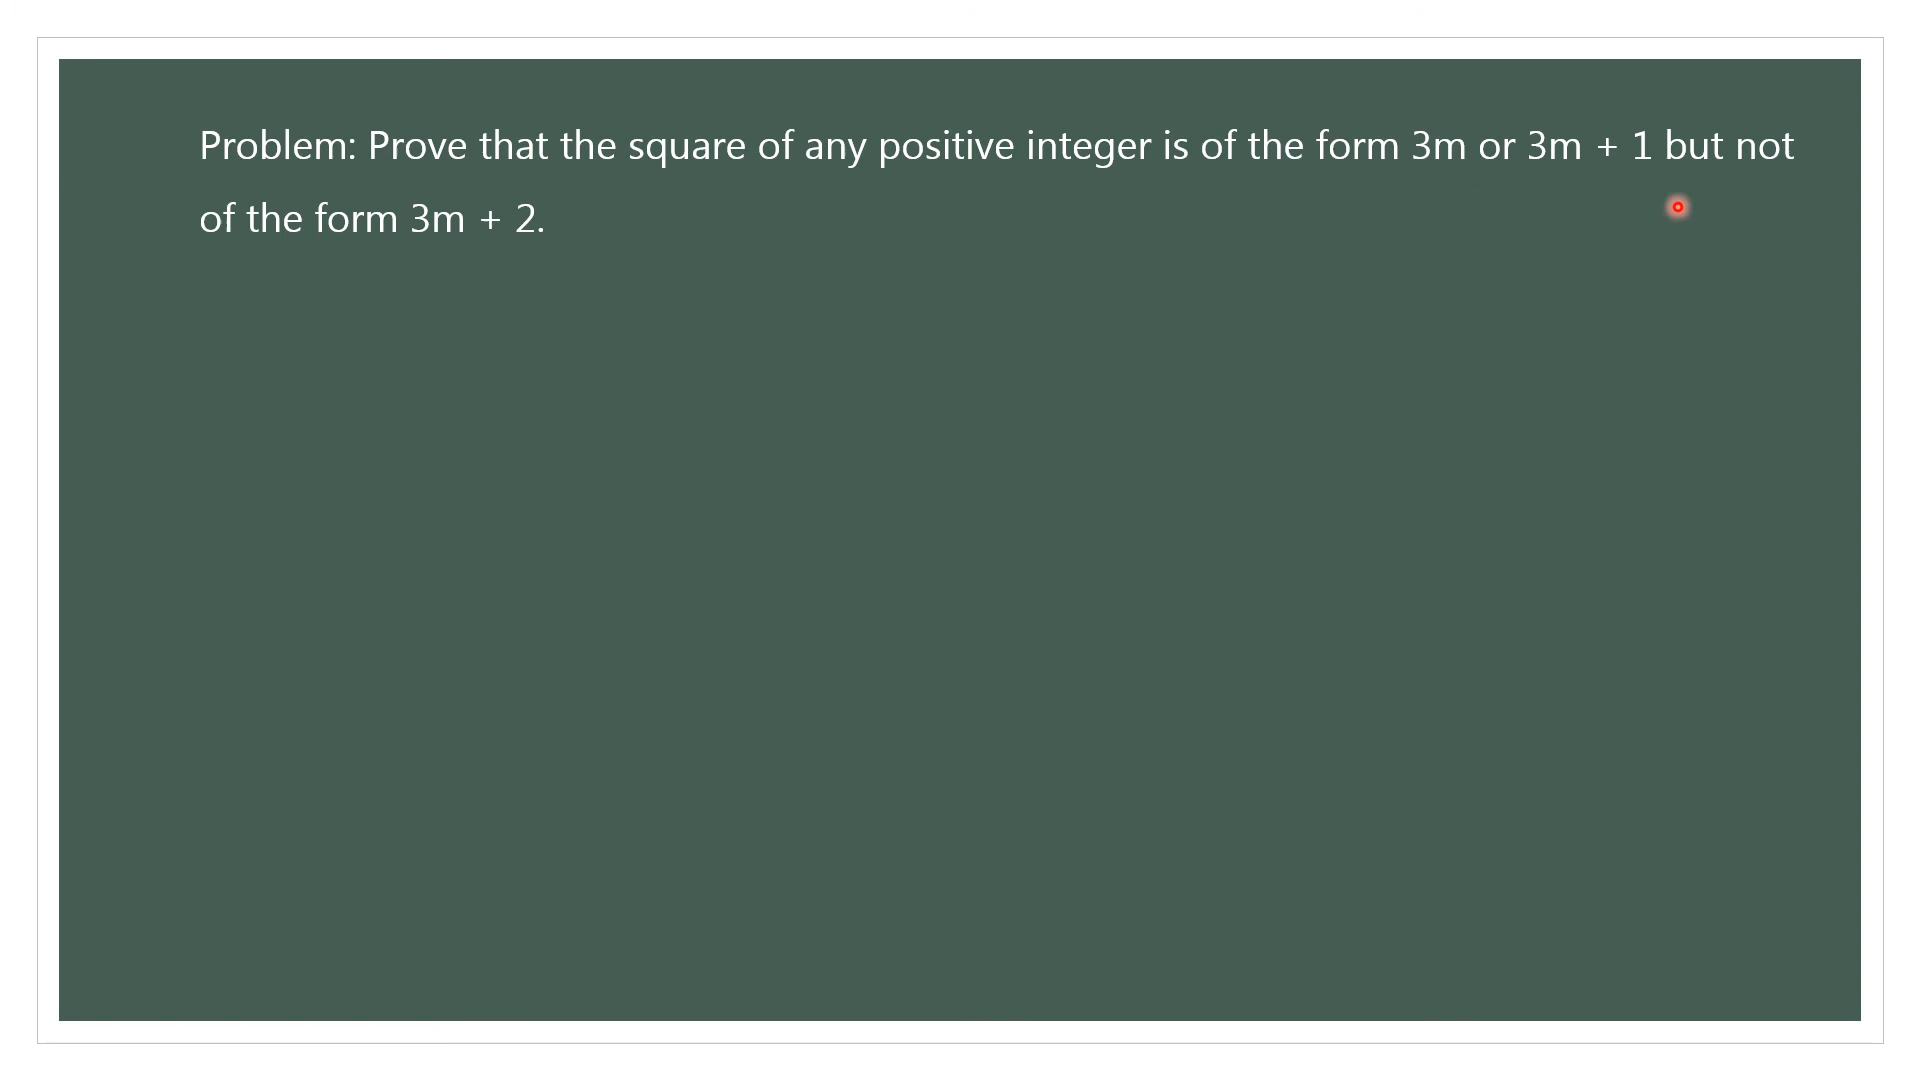 Problem: Prove that the square of any positive integer is of the form 3m or 3m + 1 but not
of the form 3m + 2.